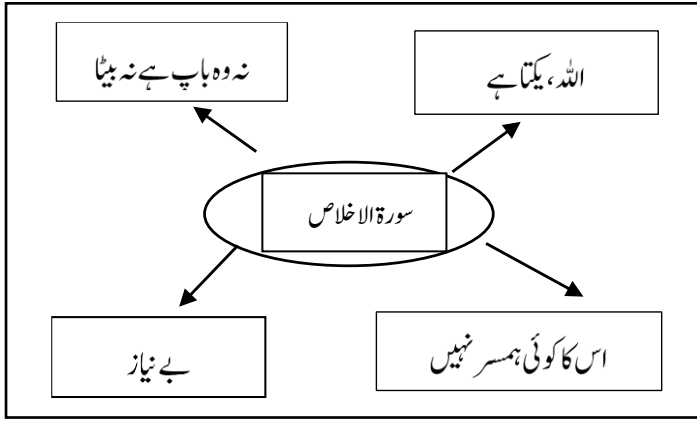 اللہ، یکتا ہے
نہ وہ باپ ہے نہ بیٹا
سورۃ الاخلاص
اس کا کوئی ہمسر نہیں
بے نیاز